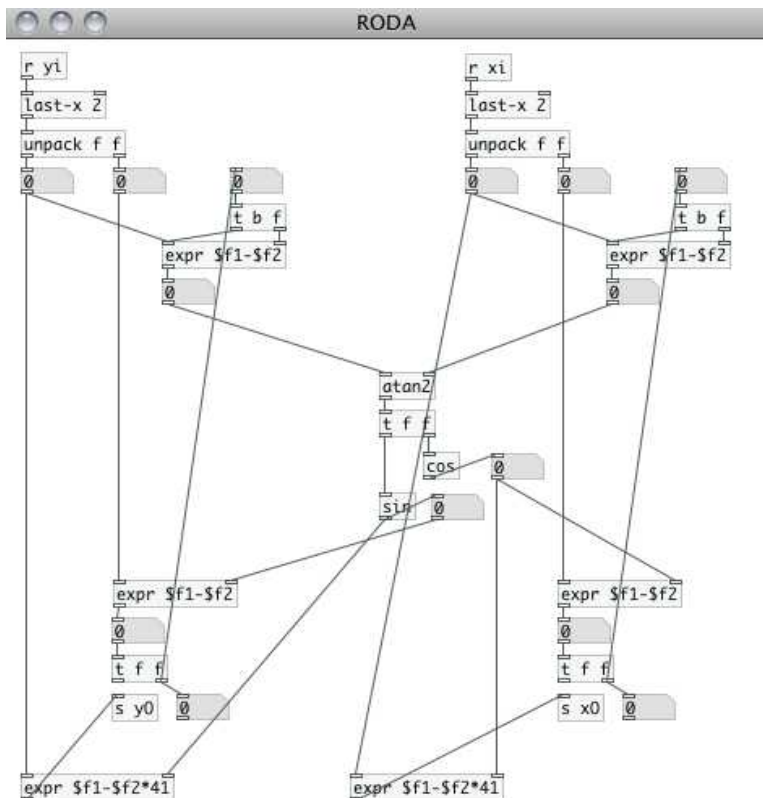 RODA
r yi
r xi
last-x 2
last-x 2
unpack f f
unpack f f
0 0 0 0 0 0
t b f
t b f
expr $f1-$f2
expr $f1-$f2
0
0
atan2
t f f
cos
0
sin
0
expr $f1-$f2
expr $f1-$f2
0
0
t f f
t f f
s y0
0
s x0
0
expr $f1-$f2*41
expr $f1-$f2*41